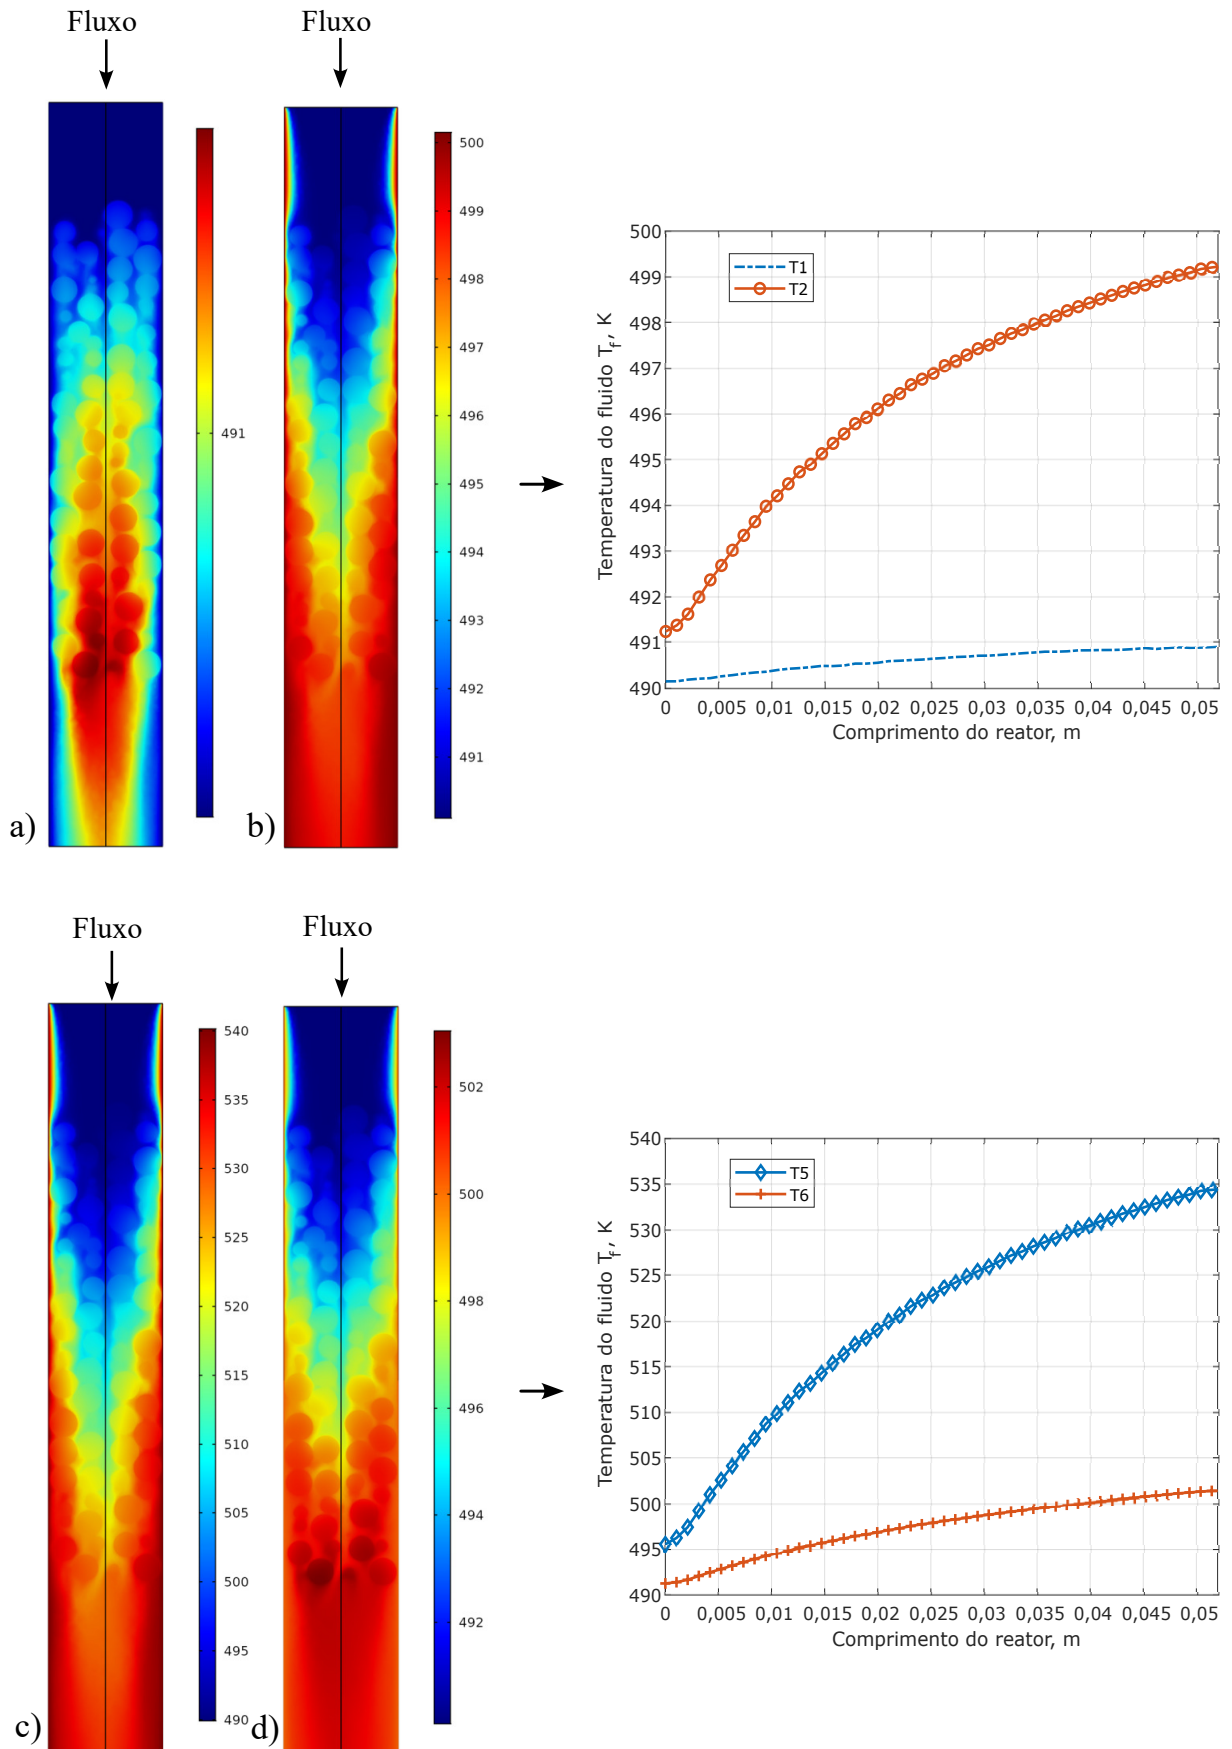 Fluxo
Fluxo
491
a)
500
499
498
497
496
495
494
493
492
491
b)
500
499
498
497
496
495
494
493
492
491
490
T1
T2
Temperatura do fluido T_f, K
0 0,005 0,01 0,015 0,02 0,025 0,03 0,035 0,04 0,045 0,05
Comprimento do reator, m
Fluxo
Fluxo
540
535
530
525
520
515
510
505
500
495
490
c)
502
500
498
496
494
492
d)
540
535
530
525
520
515
510
505
500
495
490
T5
T6
Temperatura do fluido T_f, K
0 0,005 0,01 0,015 0,02 0,025 0,03 0,035 0,04 0,045 0,05
Comprimento do reator, m